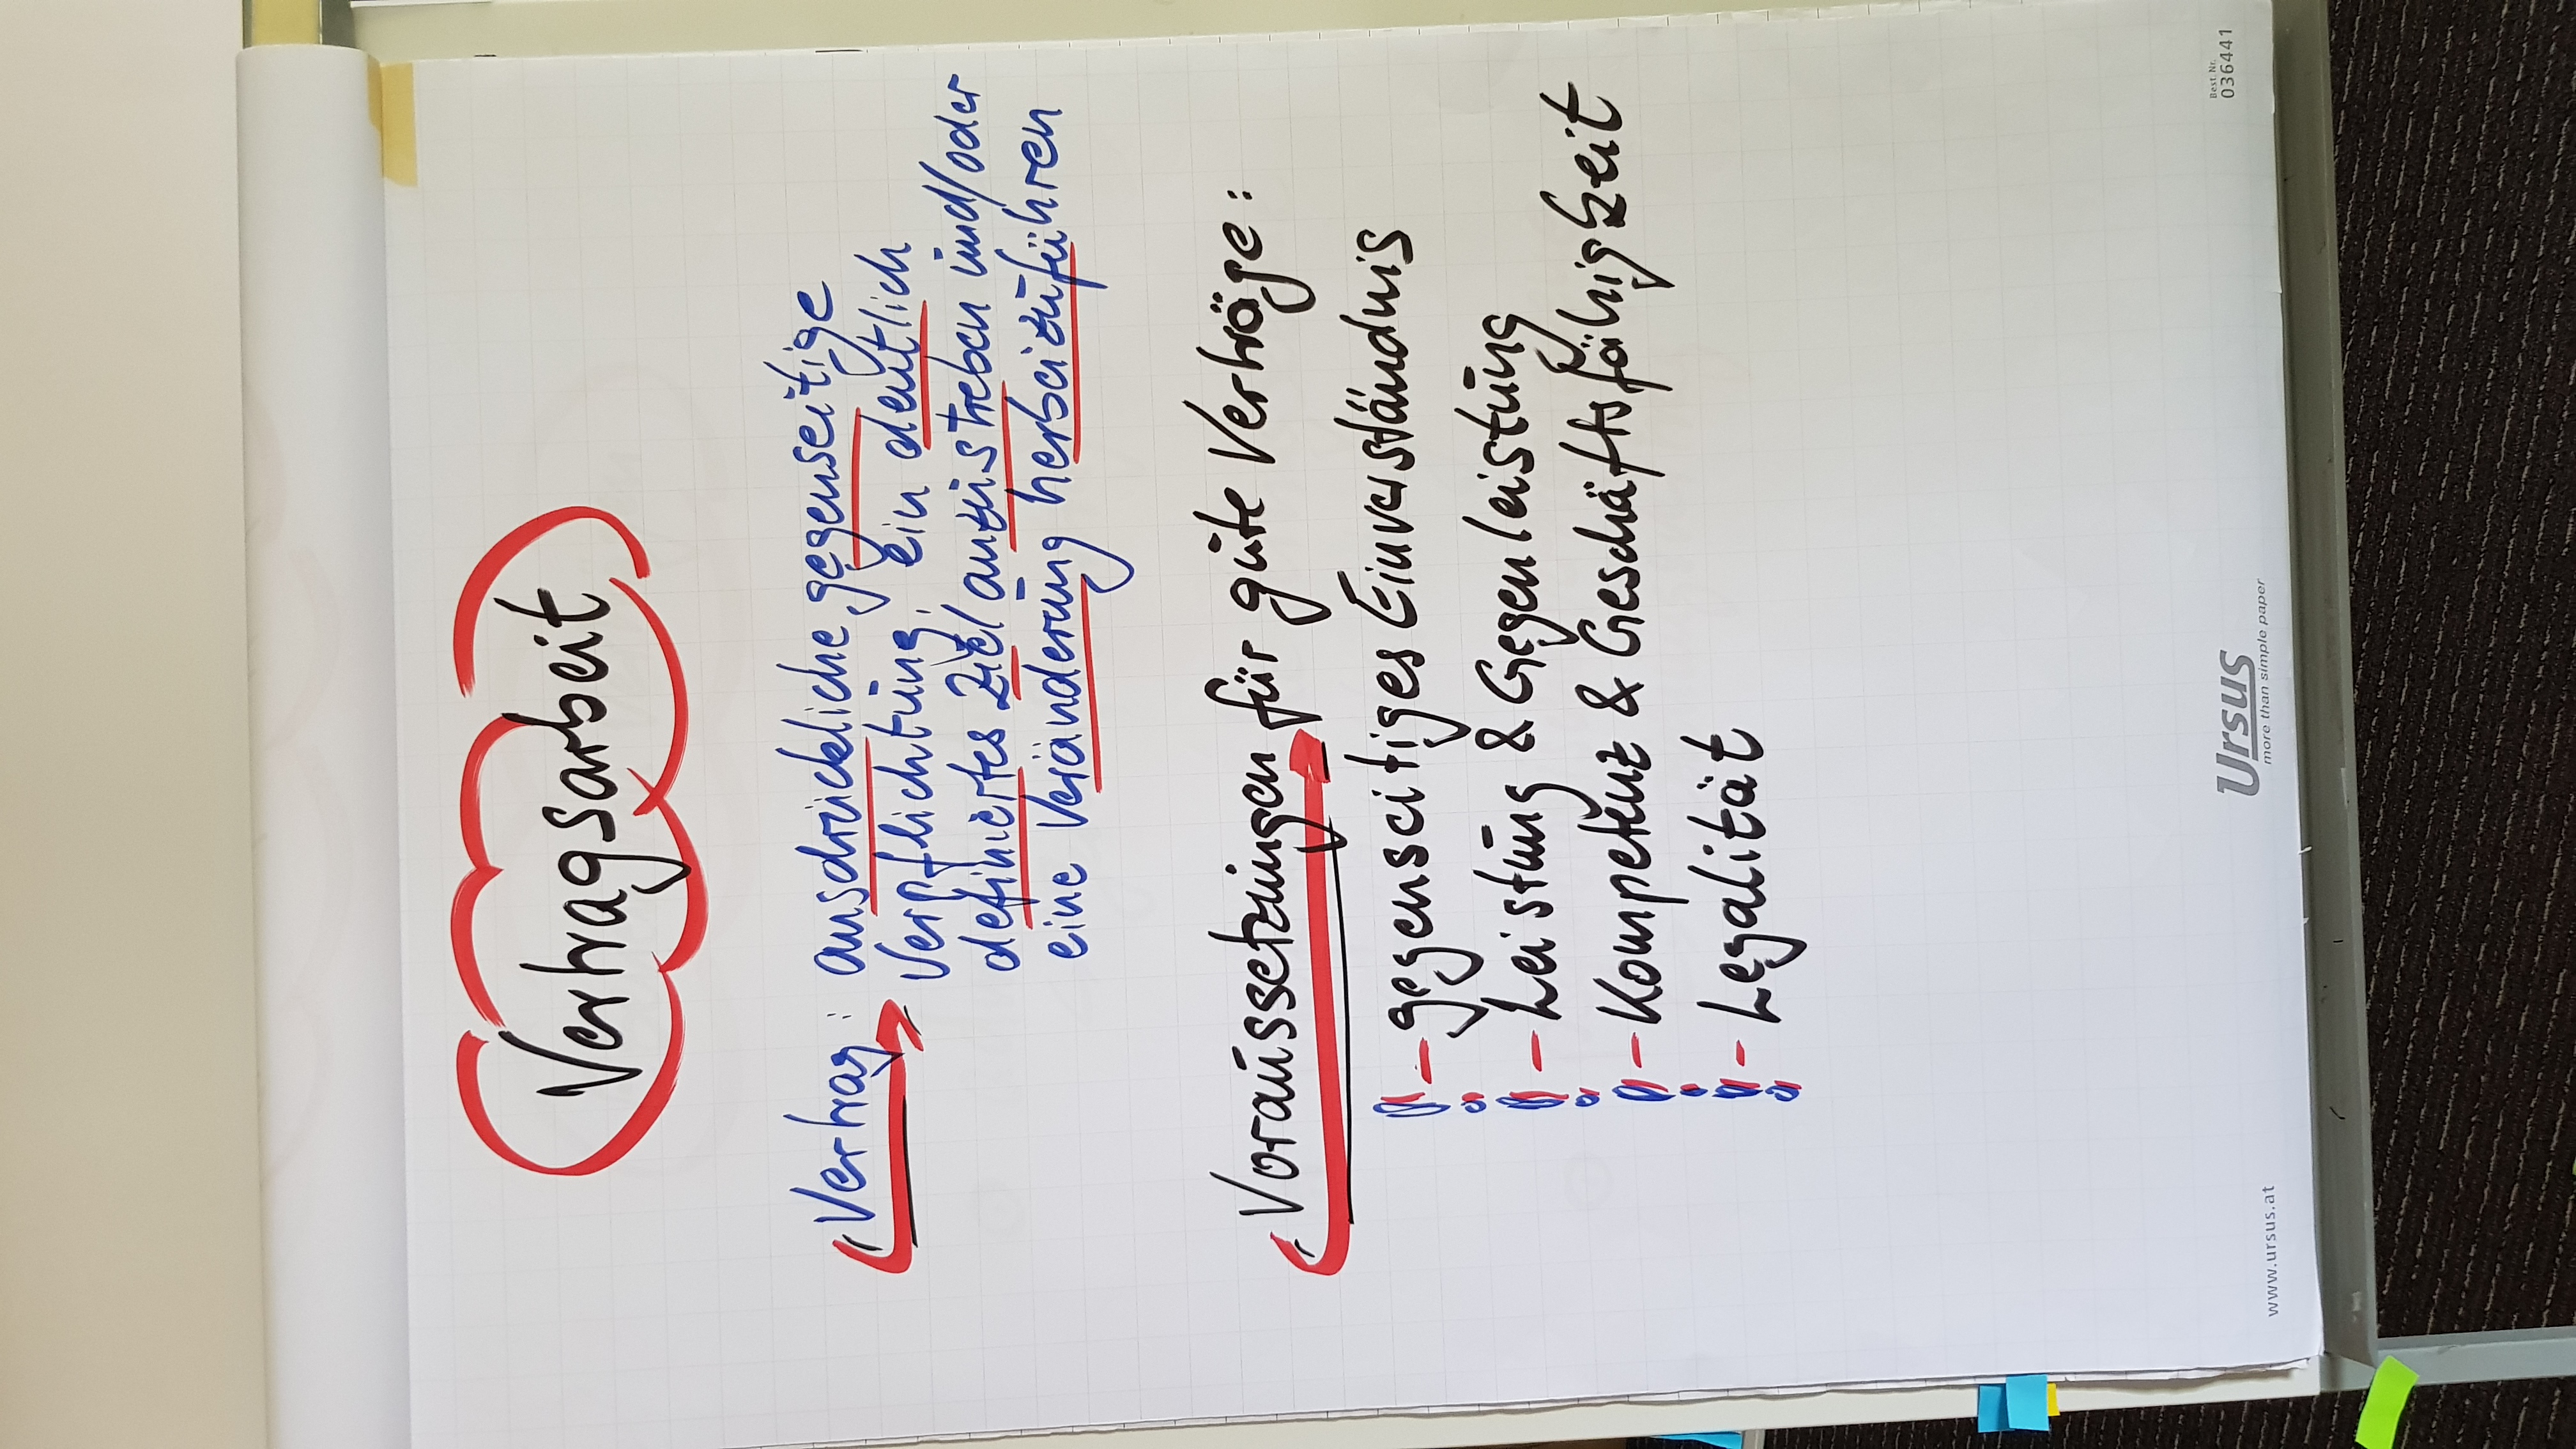 Vertragsarbeit
Vertrag: ausdrückliche gegenseitige
Verpflichtung, ein deutlich
definiertes Ziel anzustreben und/oder
eine Veränderung herbeizuführen
Voraussetzungen für gute Verträge:
- gegenseitiges Einverständnis
- Leistung & Gegenleistung
- Kompetenz & Geschäftsfähigkeit
- Legalität
www.ursus.at
Ursus
more than simple paper
Best. Nr.
036441